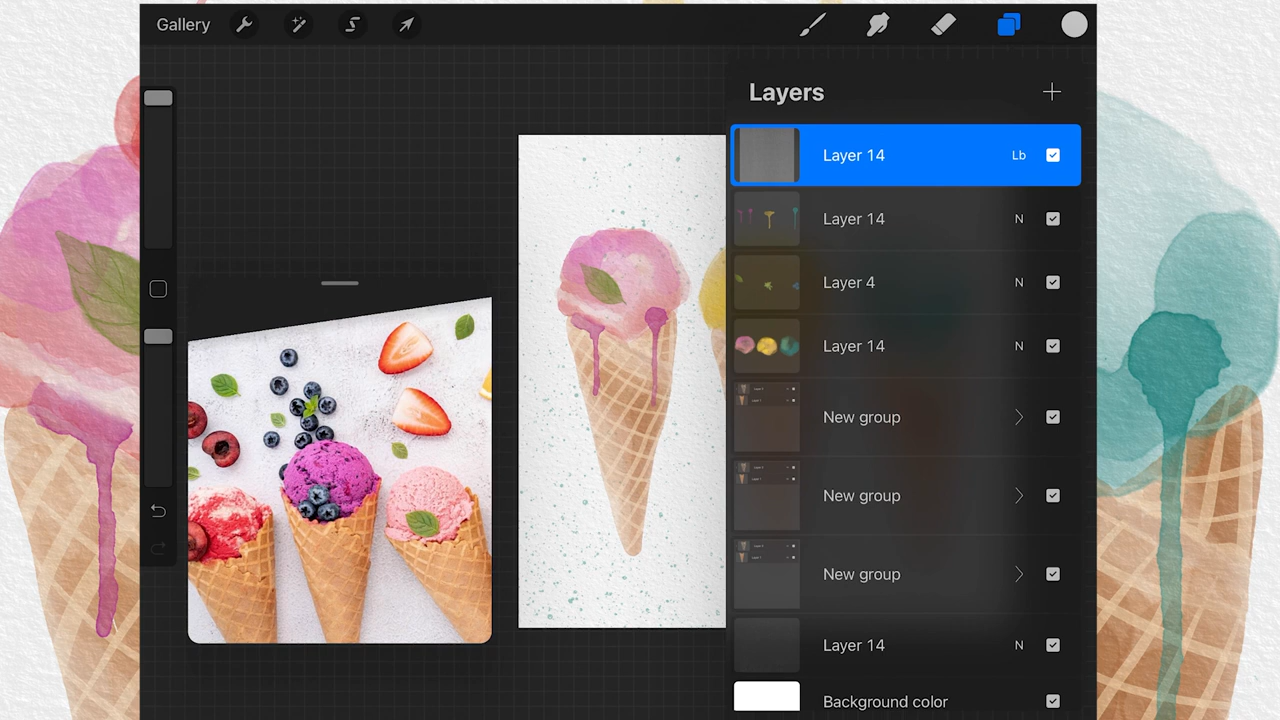 Gallery
Layers
Layer 14 Lb
Layer 14 N
Layer 4 N
Layer 14 N
New group
New group
New group
Layer 14 N
Background color